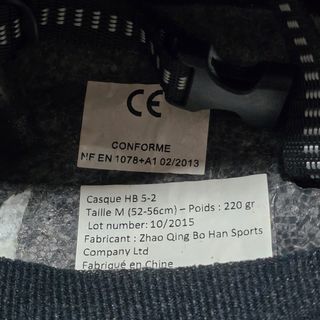 CE
CONFORME
NF EN 1078+A1 02/2013
Casque HB 5-2
Taille M (52-56cm) – Poids : 220 gr
Lot number: 10/2015
Fabricant : Zhao Qing Bo Han Sports
Company Ltd
Fabriqué en Chine